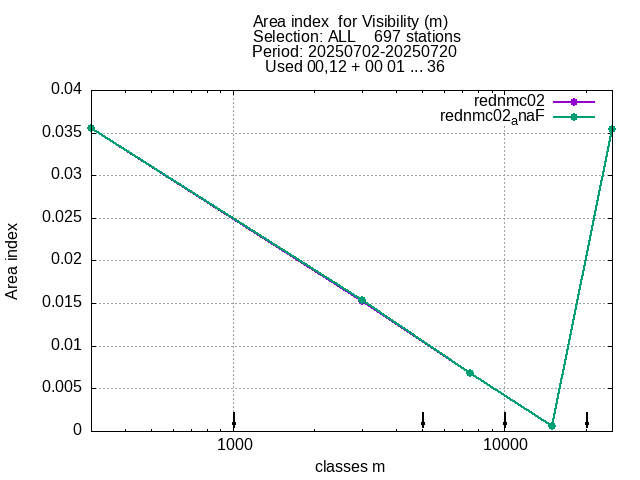 Area index  for Visibility (m)
Selection: ALL    697 stations
Period: 20250702-20250720
Used 00,12 + 00 01 ... 36
rednmc02
rednmc02anaF
0.04
0.035
0.03
0.025
0.02
0.015
0.01
0.005
0
Area index
1000
10000
classes m